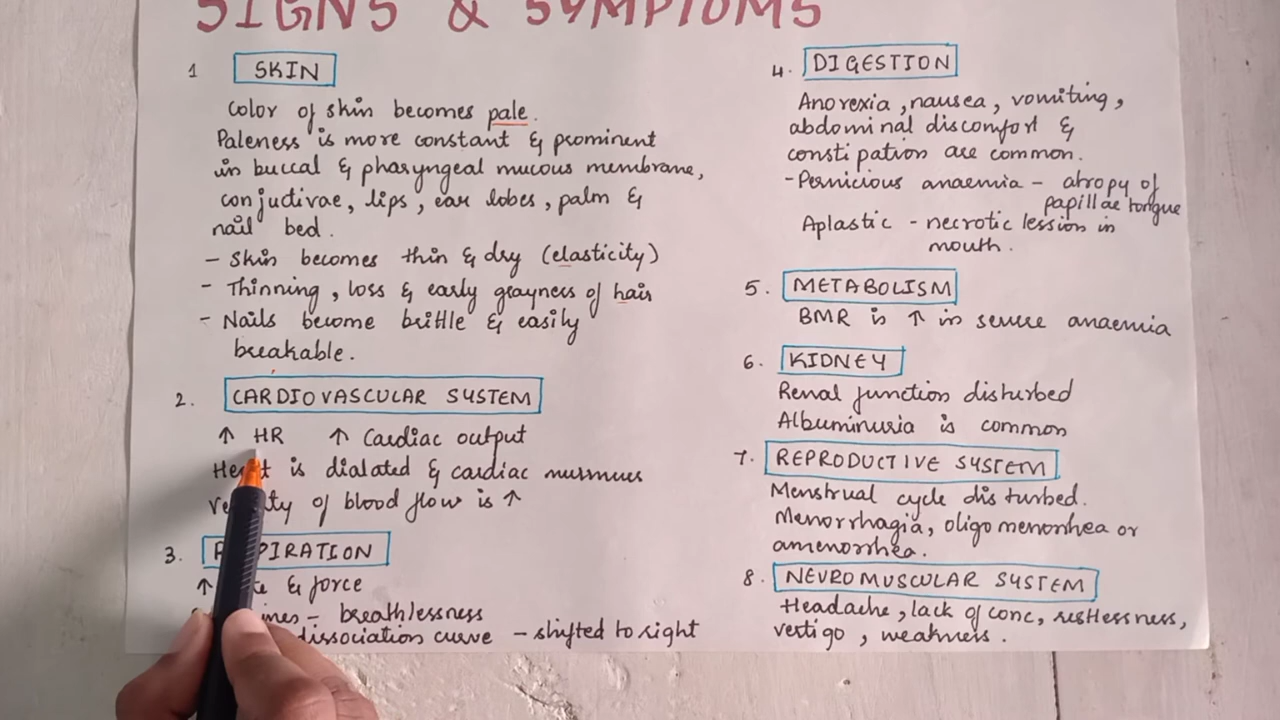 SIGNS & SYMPTOMS
1 SKIN
Color of skin becomes pale.
Paleness is more constant & prominent
in buccal & pharyngeal mucous membrane,
conjuctivae, lips, ear lobes, palm &
nail bed.
- Skin becomes thin & dry (elasticity)
- Thinning, loss & early grayness of hair
- Nails become brittle & easily
breakable.
2. CARDIOVASCULAR SYSTEM
↑ HR ↑ Cardiac output
is dialated & cardiac murmurs
of blood flow is ↑
3.
↑ & force
- breathlessness
dissociation curve - shifted to right
4. DIGESTION
Anorexia, nausea, vomiting,
abdominal discomfort &
constipation are common.
- Pernicious anaemia - atropy of
papillae tongue
Aplastic - necrotic lession in
mouth.
5. METABOLISM
BMR is ↑ in severe anaemia
6. KIDNEY
Renal function disturbed
Albuminuria is common
7. REPRODUCTIVE SYSTEM
Menstrual cycle disturbed.
Menorrhagia, oligomenorrhea or
amenorrhea.
8. NEUROMUSCULAR SYSTEM
Headache, lack of conc, restlessness,
vertigo, weakness.